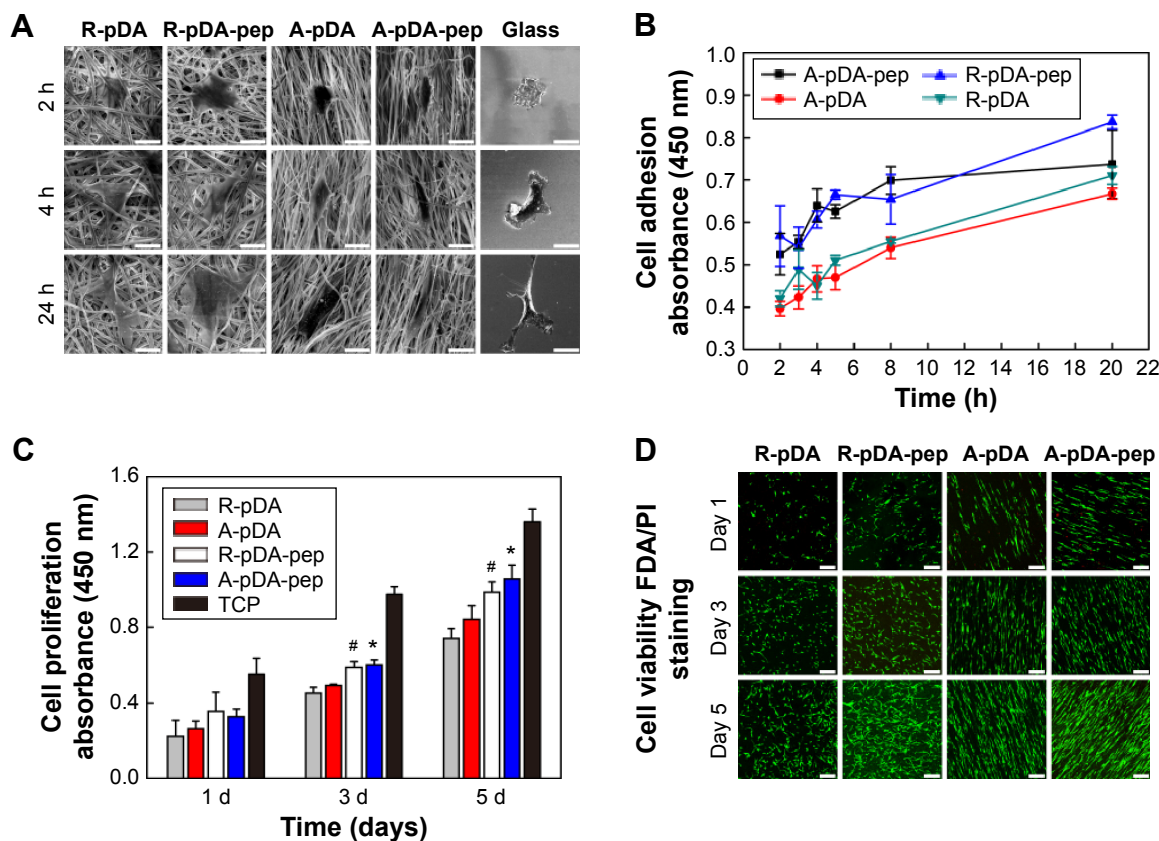 A
R-pDA R-pDA-pep A-pDA A-pDA-pep Glass
2 h
4 h
24 h
B
Cell adhesion
absorbance (450 nm)
1.0
0.9
0.8
0.7
0.6
0.5
0.4
0.3
A-pDA-pep R-pDA-pep
A-pDA R-pDA
0 2 4 6 8 10 12 14 16 18 20 22
Time (h)
C
Cell proliferation
absorbance (450 nm)
1.6
1.2
0.8
0.4
0.0
R-pDA
A-pDA
R-pDA-pep
A-pDA-pep
TCP
# *
# *
1 d 3 d 5 d
Time (days)
D
R-pDA R-pDA-pep A-pDA A-pDA-pep
Cell viability FDA/PI
staining
Day 1
Day 3
Day 5